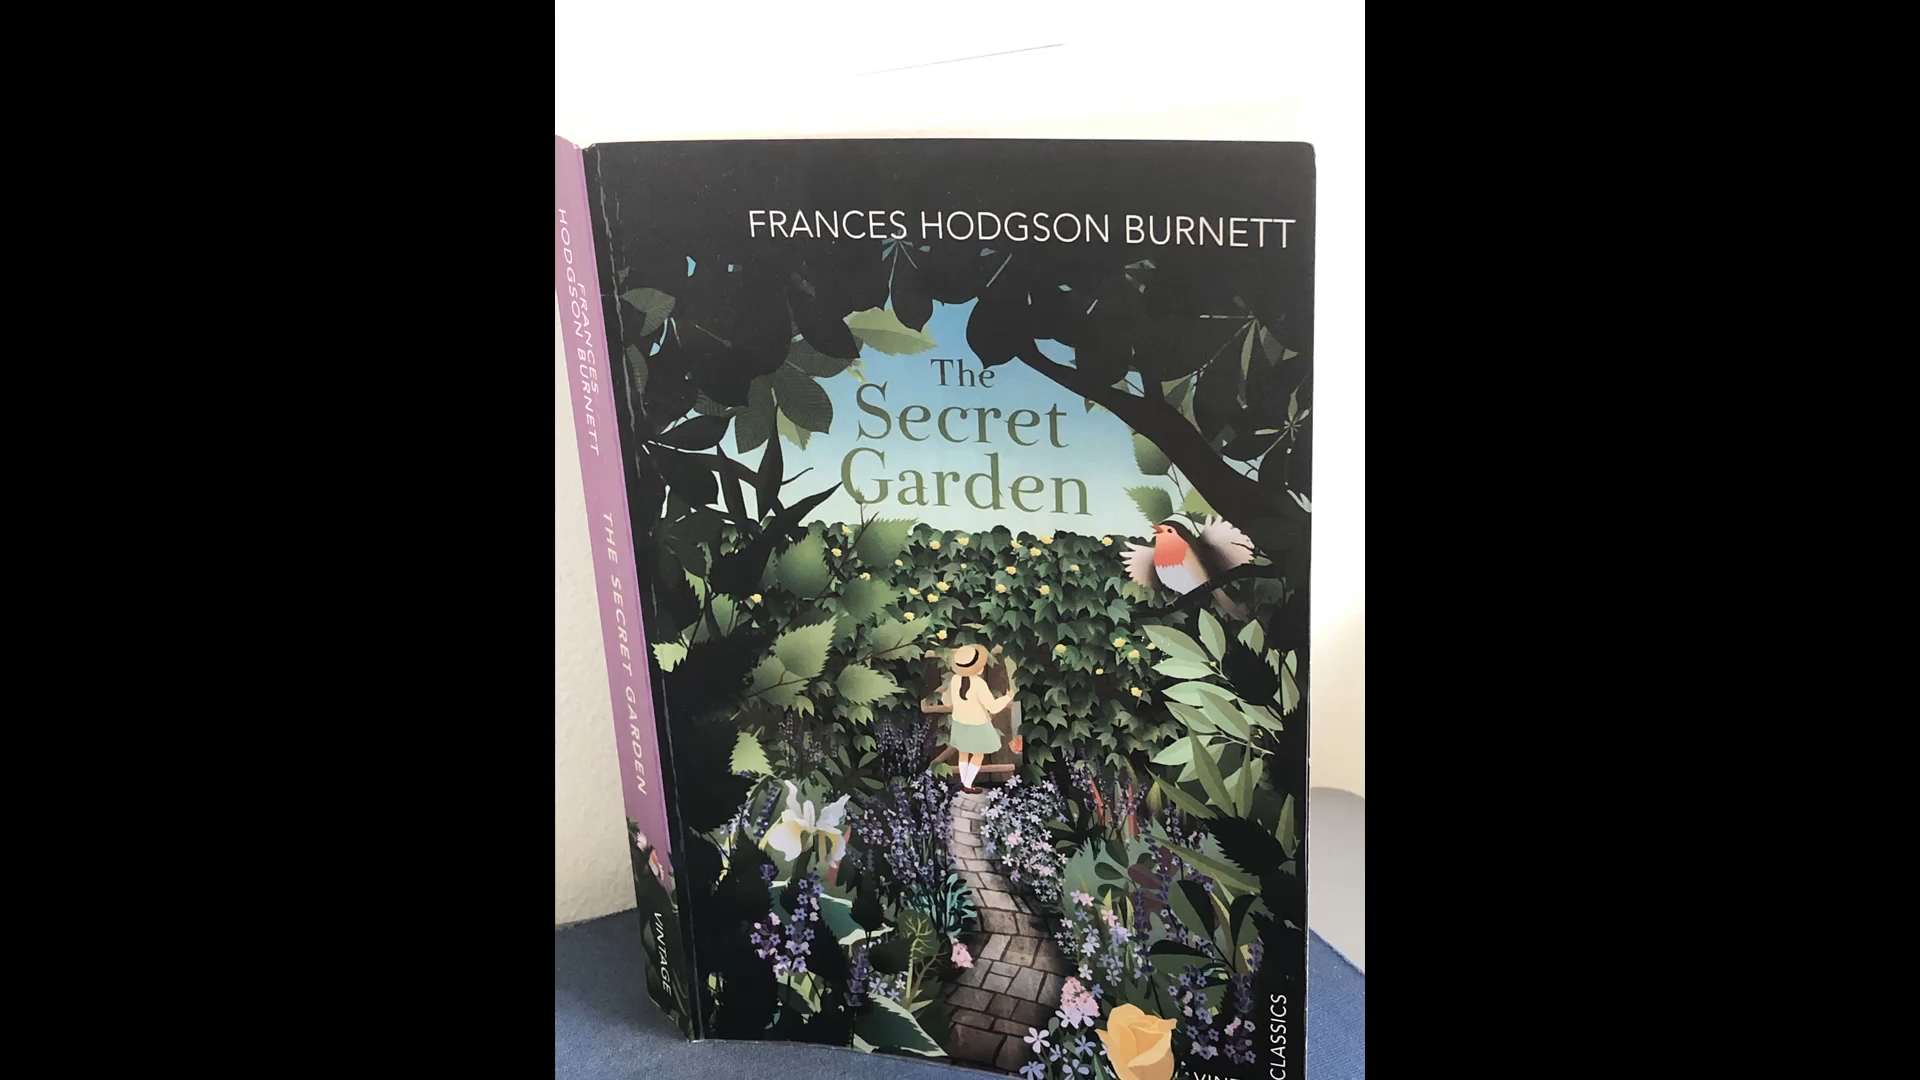 FRANCES HODGSON BURNETT
The
Secret
Garden
FRANCES
HODGSON BURNETT
THE SECRET GARDEN
VINTAGE
CLASSICS